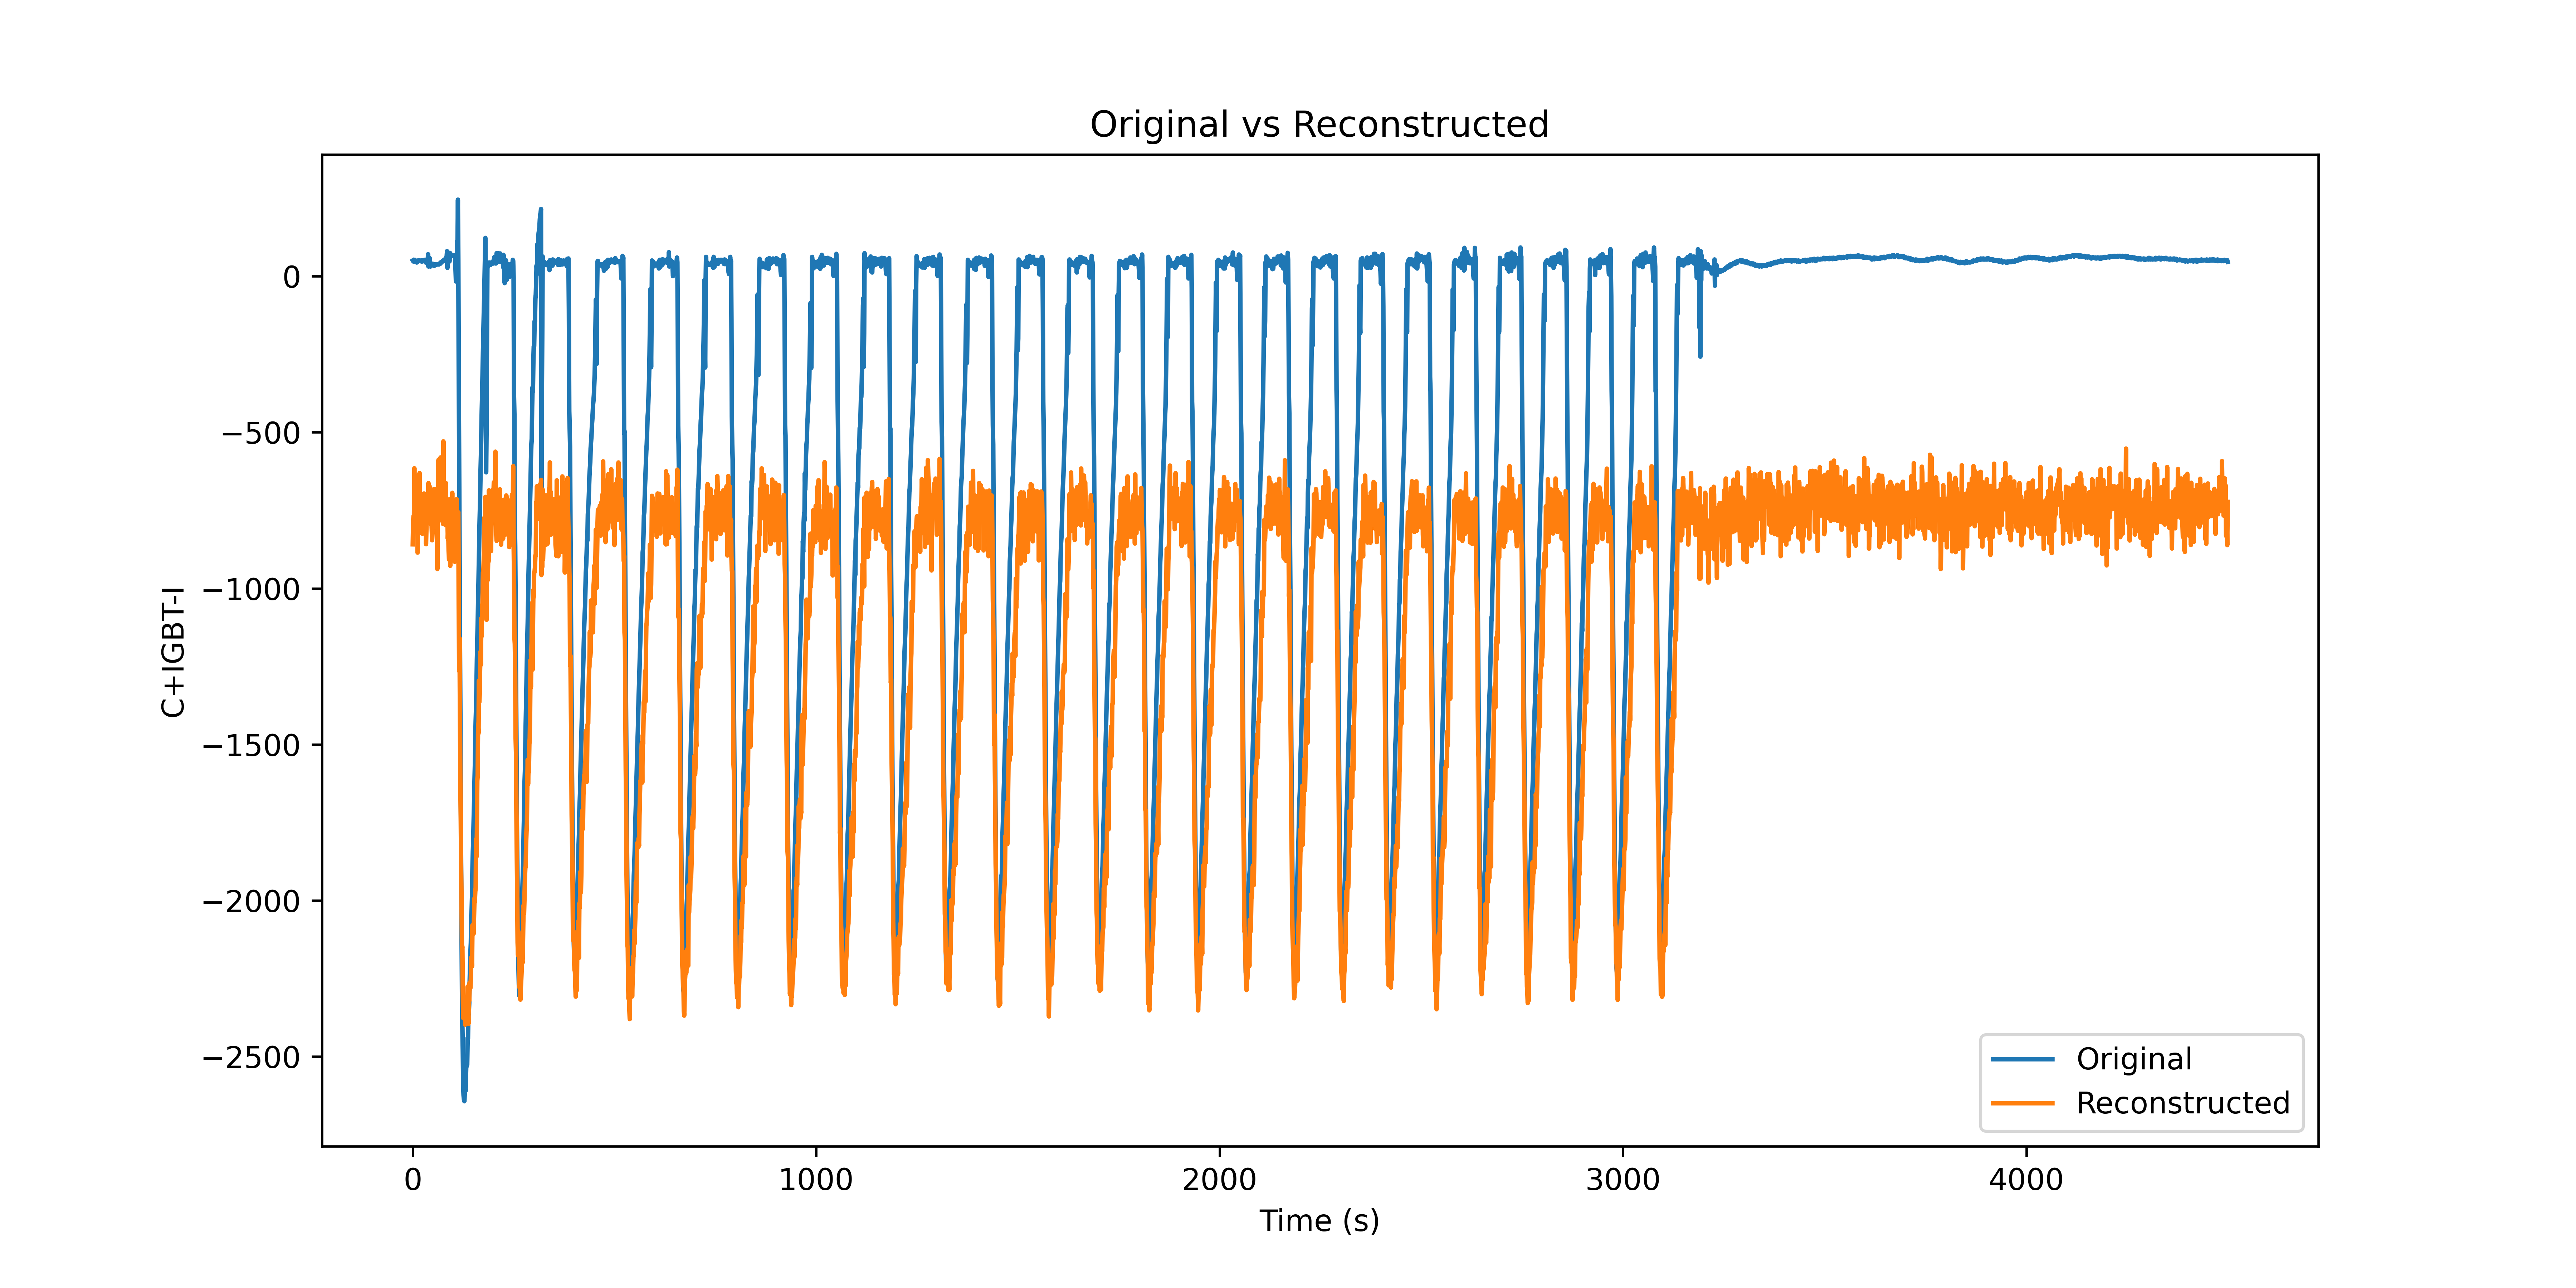 Original vs Reconstructed
C+IGBT-I
0
−500
−1000
−1500
−2000
−2500
0 1000 2000 3000 4000
Time (s)
Original
Reconstructed